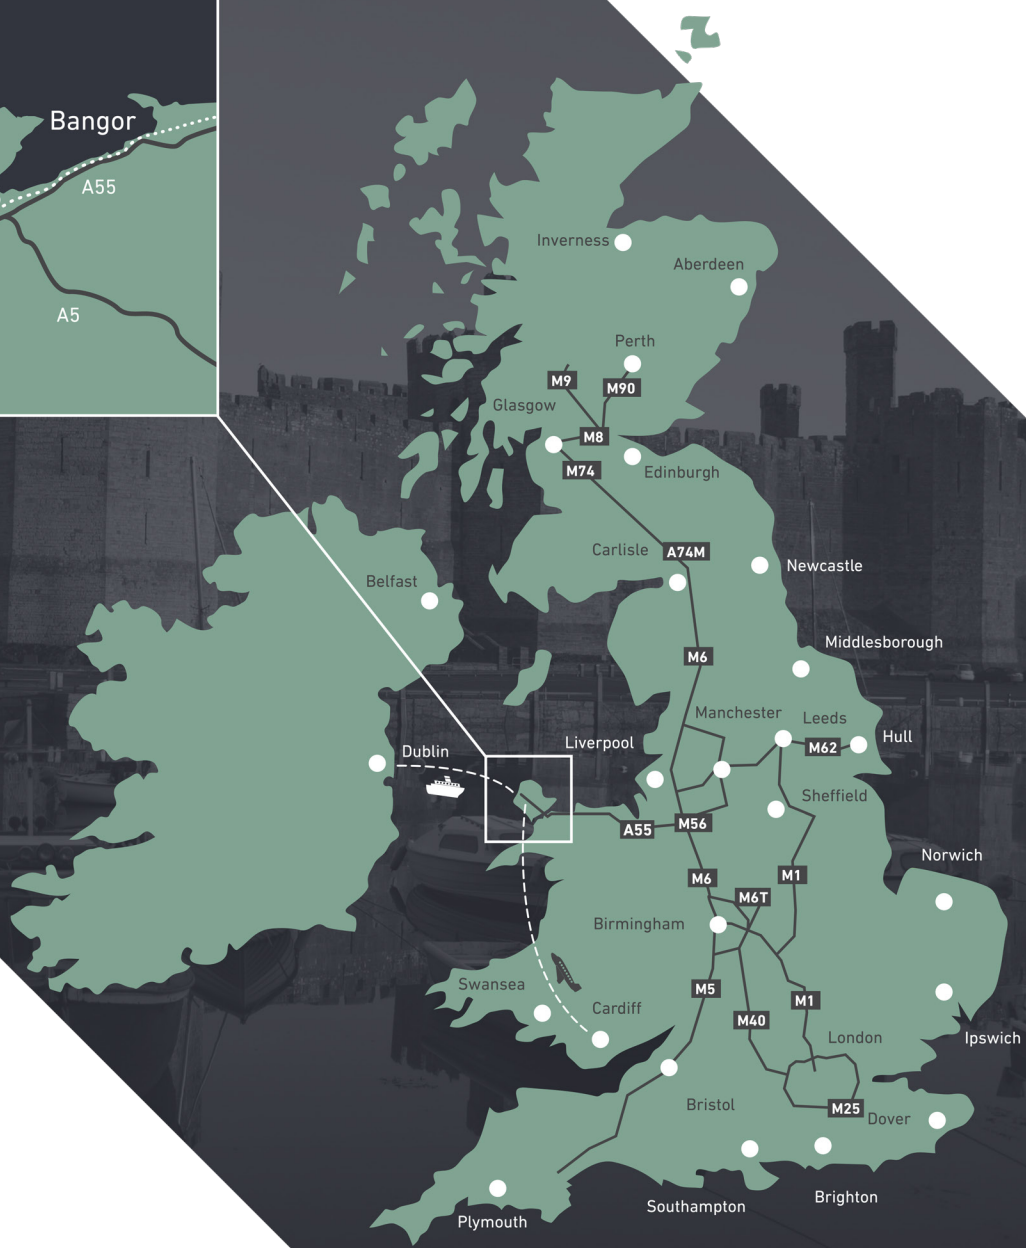 Bangor
A55
A5
Inverness
Aberdeen
Perth
M9
M90
Glasgow
M8
M74
Edinburgh
Carlisle
A74M
Newcastle
Belfast
Middlesborough
M6
Manchester
Leeds
Hull
Liverpool
M62
Dublin
Sheffield
A55
M56
Norwich
M6
M1
M6T
Birmingham
Swansea
M5
M1
Cardiff
M40
London
Ipswich
Bristol
M25
Dover
Brighton
Southampton
Plymouth